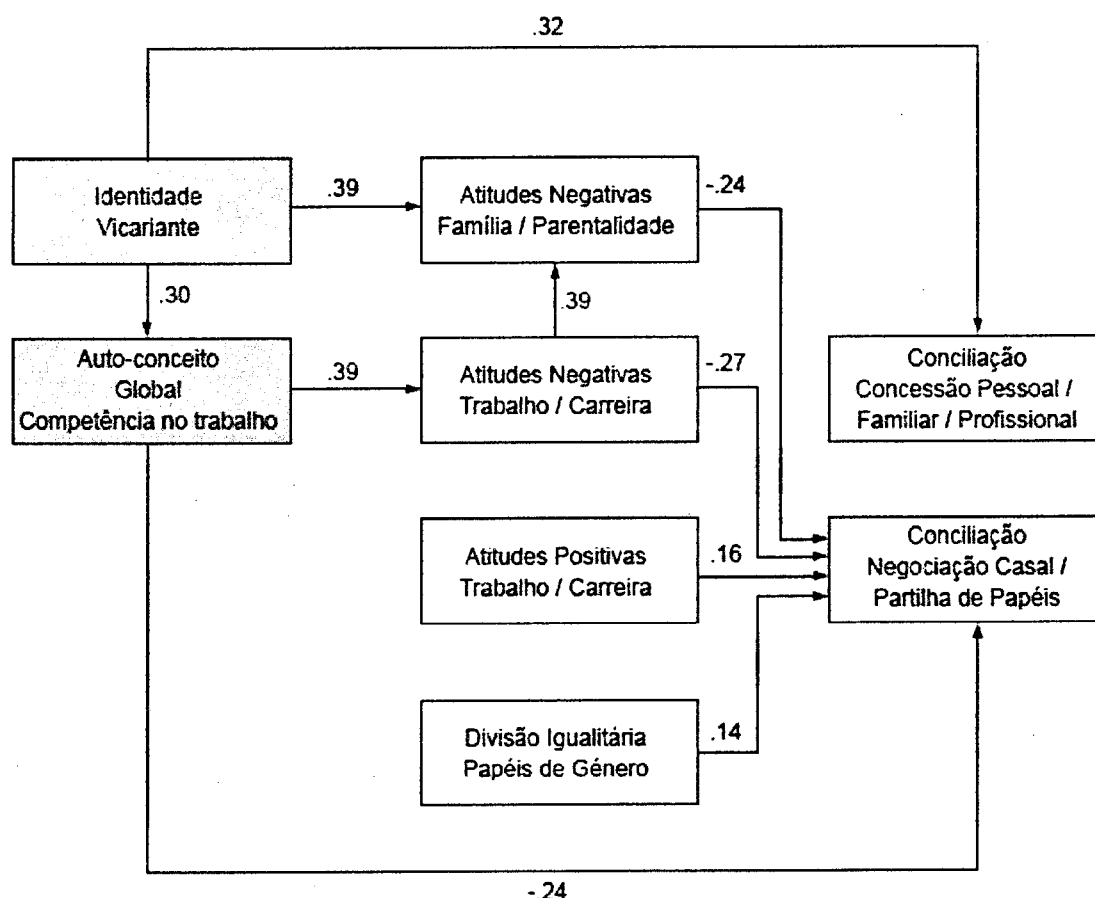 .32
Identidade
Vicariante
.39
Atitudes Negativas
Família / Parentalidade
-.24
.30
.39
Auto-conceito
Global
Competência no trabalho
.39
Atitudes Negativas
Trabalho / Carreira
-.27
Conciliação
Concessão Pessoal /
Familiar / Profissional
Atitudes Positivas
Trabalho / Carreira
.16
Conciliação
Negociação Casal /
Partilha de Papéis
Divisão Igualitária
Papéis de Género
.14
-.24